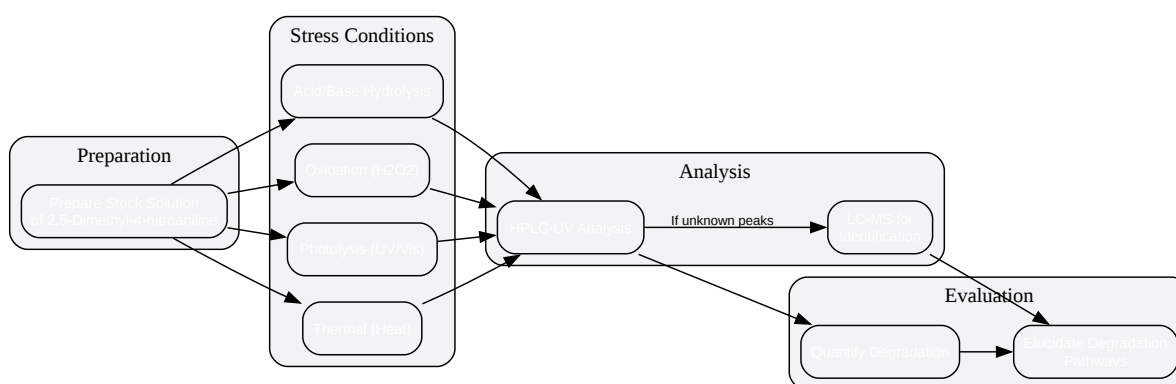 Preparation
Prepare Stock Solution
of 2,5-Dimethyl-4-nitroaniline
Stress Conditions
Acid/Base Hydrolysis
Oxidation (H2O2)
Photolysis (UV/Vis)
Thermal (Heat)
Analysis
HPLC-UV Analysis
If unknown peaks
LC-MS for
Identification
Evaluation
Quantify Degradation
Elucidate Degradation
Pathways